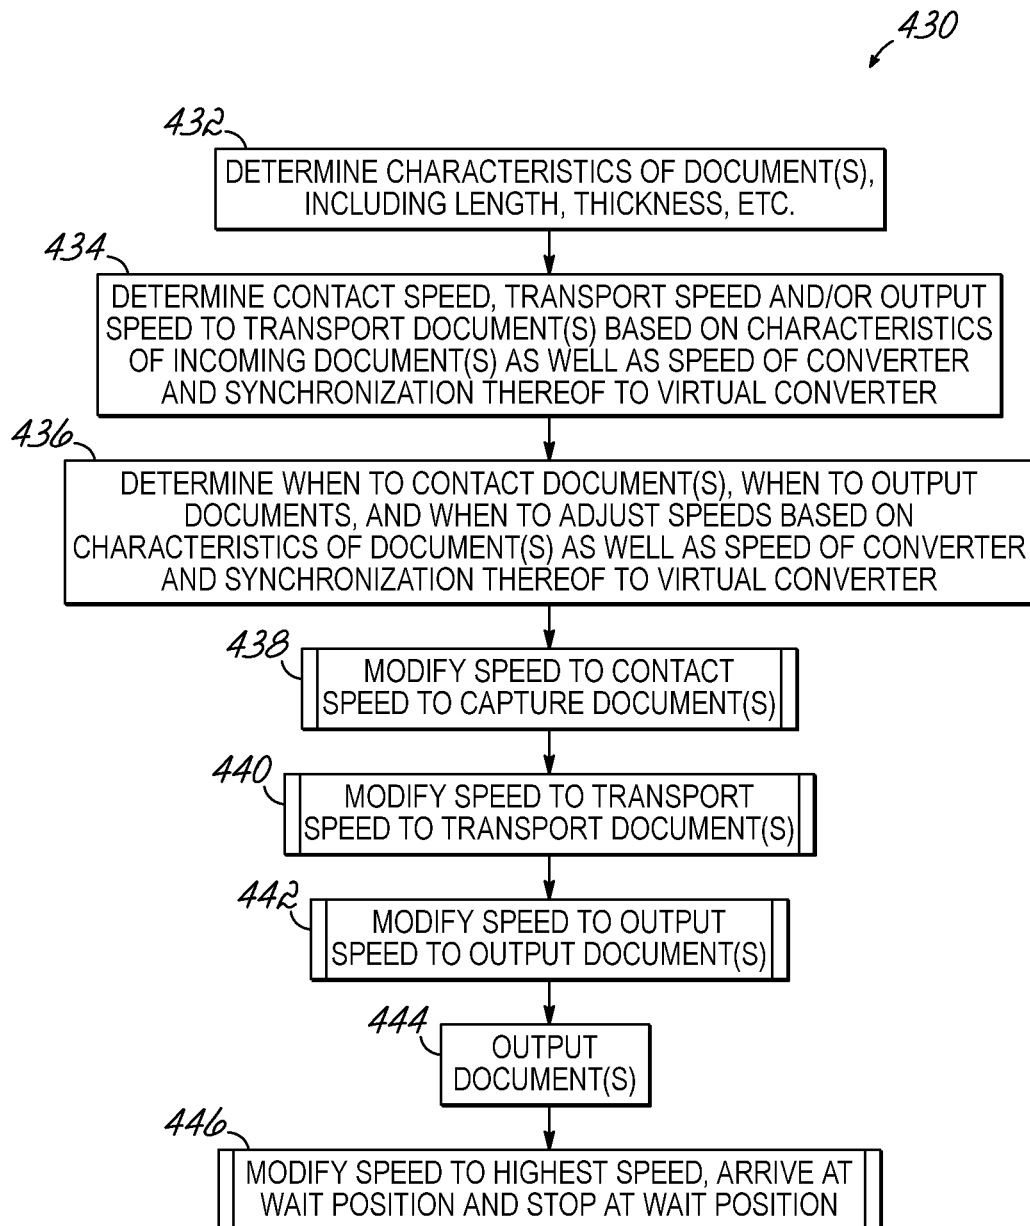 430
432
DETERMINE CHARACTERISTICS OF DOCUMENT(S),
INCLUDING LENGTH, THICKNESS, ETC.
434
DETERMINE CONTACT SPEED, TRANSPORT SPEED AND/OR OUTPUT
SPEED TO TRANSPORT DOCUMENT(S) BASED ON CHARACTERISTICS
OF INCOMING DOCUMENT(S) AS WELL AS SPEED OF CONVERTER
AND SYNCHRONIZATION THEREOF TO VIRTUAL CONVERTER
436
DETERMINE WHEN TO CONTACT DOCUMENT(S), WHEN TO OUTPUT
DOCUMENTS, AND WHEN TO ADJUST SPEEDS BASED ON
CHARACTERISTICS OF DOCUMENT(S) AS WELL AS SPEED OF CONVERTER
AND SYNCHRONIZATION THEREOF TO VIRTUAL CONVERTER
438
MODIFY SPEED TO CONTACT
SPEED TO CAPTURE DOCUMENT(S)
440
MODIFY SPEED TO TRANSPORT
SPEED TO TRANSPORT DOCUMENT(S)
442
MODIFY SPEED TO OUTPUT
SPEED TO OUTPUT DOCUMENT(S)
444
OUTPUT
DOCUMENT(S)
446
MODIFY SPEED TO HIGHEST SPEED, ARRIVE AT
WAIT POSITION AND STOP AT WAIT POSITION